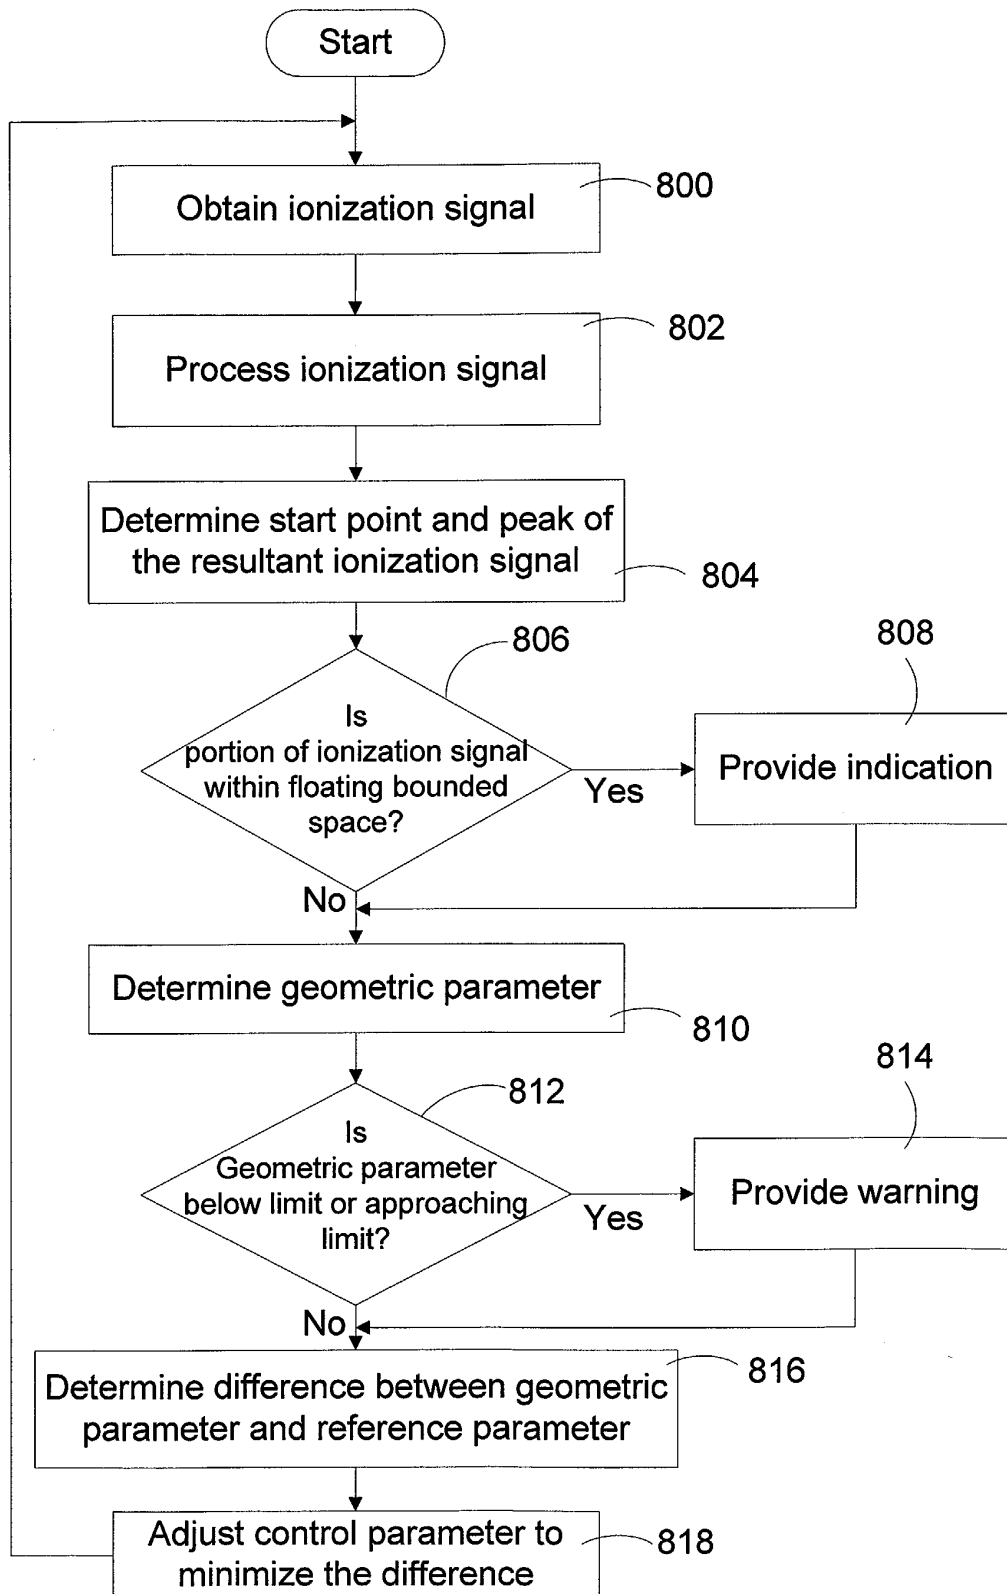 Start
Obtain ionization signal
800
Process ionization signal
802
Determine start point and peak of
the resultant ionization signal
804
806
Is
portion of ionization signal
within floating bounded
space?
Yes
808
Provide indication
No
Determine geometric parameter
810
812
Is
Geometric parameter
below limit or approaching
limit?
Yes
814
Provide warning
No
Determine difference between geometric
parameter and reference parameter
816
Adjust control parameter to
minimize the difference
818